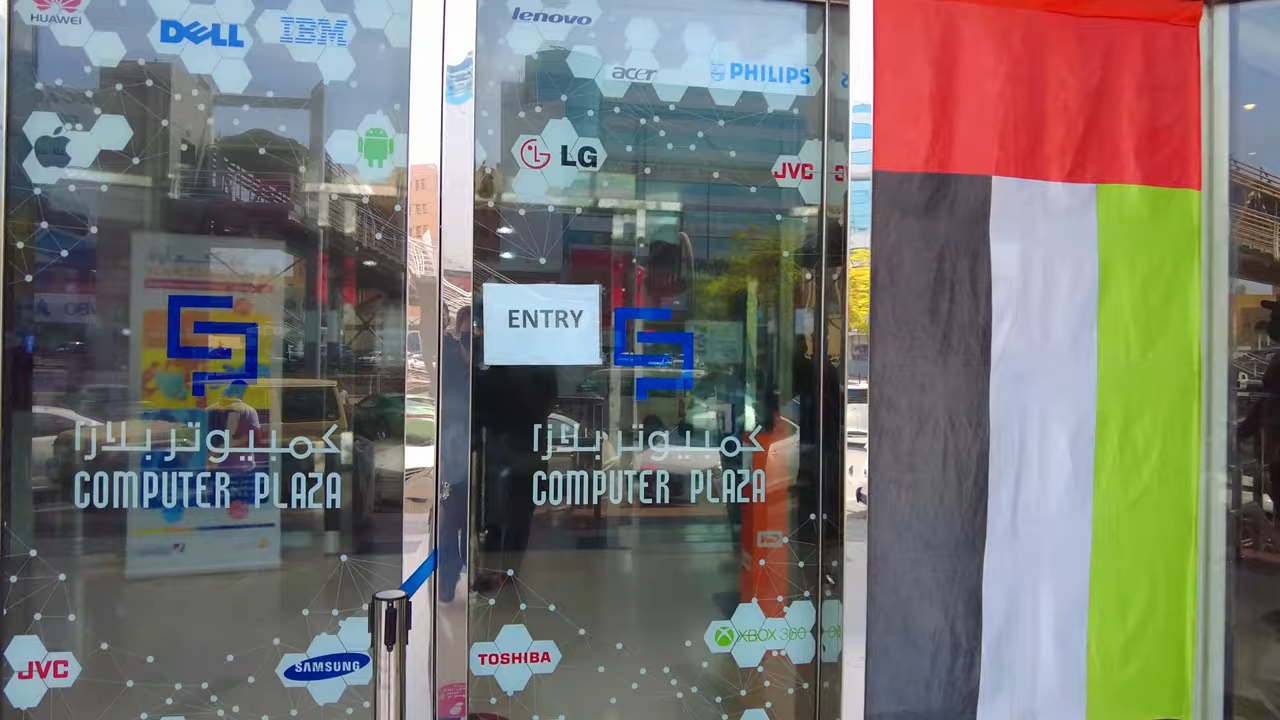 HUAWEI
DELL
IBM
lenovo
acer
PHILIPS
LG
JVC
ENTRY
كمبيوتر بلازا
COMPUTER PLAZA
كمبيوتر بلازا
COMPUTER PLAZA
HD
JVC
SAMSUNG
TOSHIBA
XBOX 360